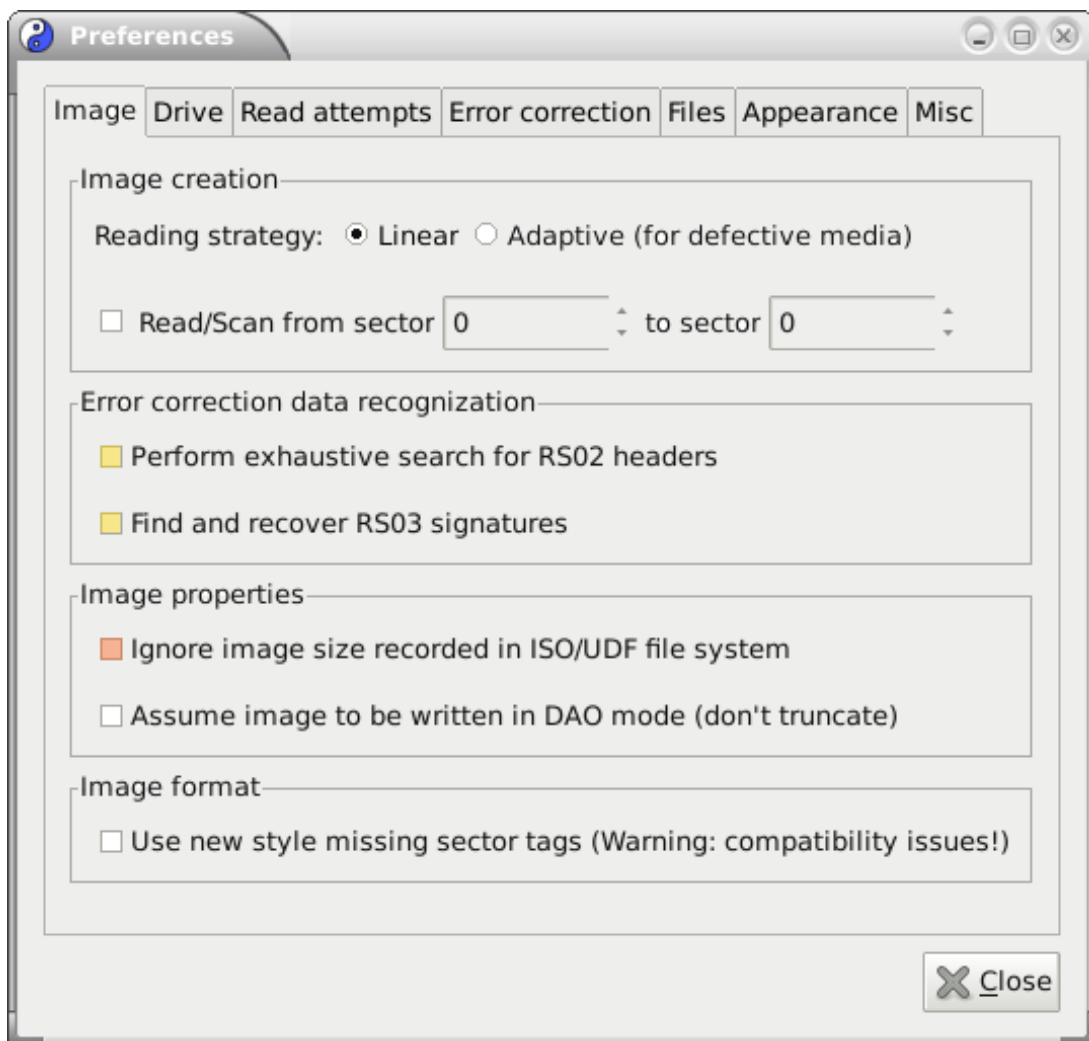 Preferences
Image Drive Read attempts Error correction Files Appearance Misc
Image creation
Reading strategy: Linear Adaptive (for defective media)
Read/Scan from sector 0 to sector 0
Error correction data recognization
Perform exhaustive search for RS02 headers
Find and recover RS03 signatures
Image properties
Ignore image size recorded in ISO/UDF file system
Assume image to be written in DAO mode (don't truncate)
Image format
Use new style missing sector tags (Warning: compatibility issues!)
Close